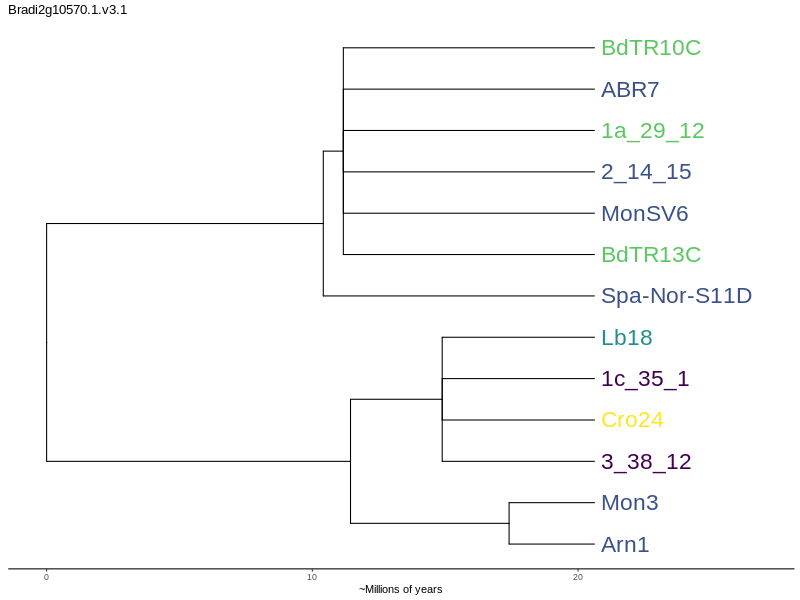 Bradi2g10570.1.v3.1
BdTR10C
ABR7
1a_29_12
2_14_15
MonSV6
BdTR13C
Spa-Nor-S11D
Lb18
1c_35_1
Cro24
3_38_12
Mon3
Arn1
0 10 20
~Millions of years